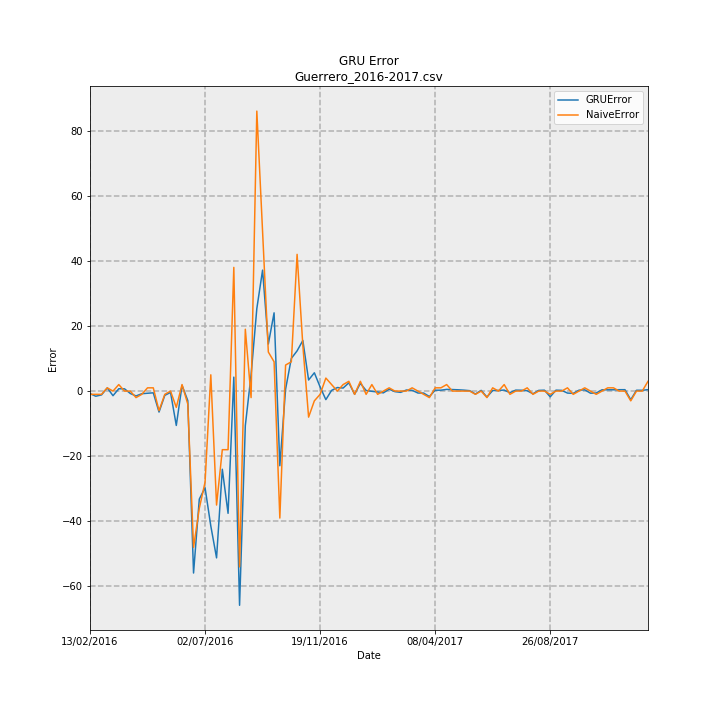 GRU Error
Guerrero_2016-2017.csv
GRUError
NaiveError
80
60
40
20
0
−20
−40
−60
Error
13/02/2016
02/07/2016
19/11/2016
08/04/2017
26/08/2017
Date